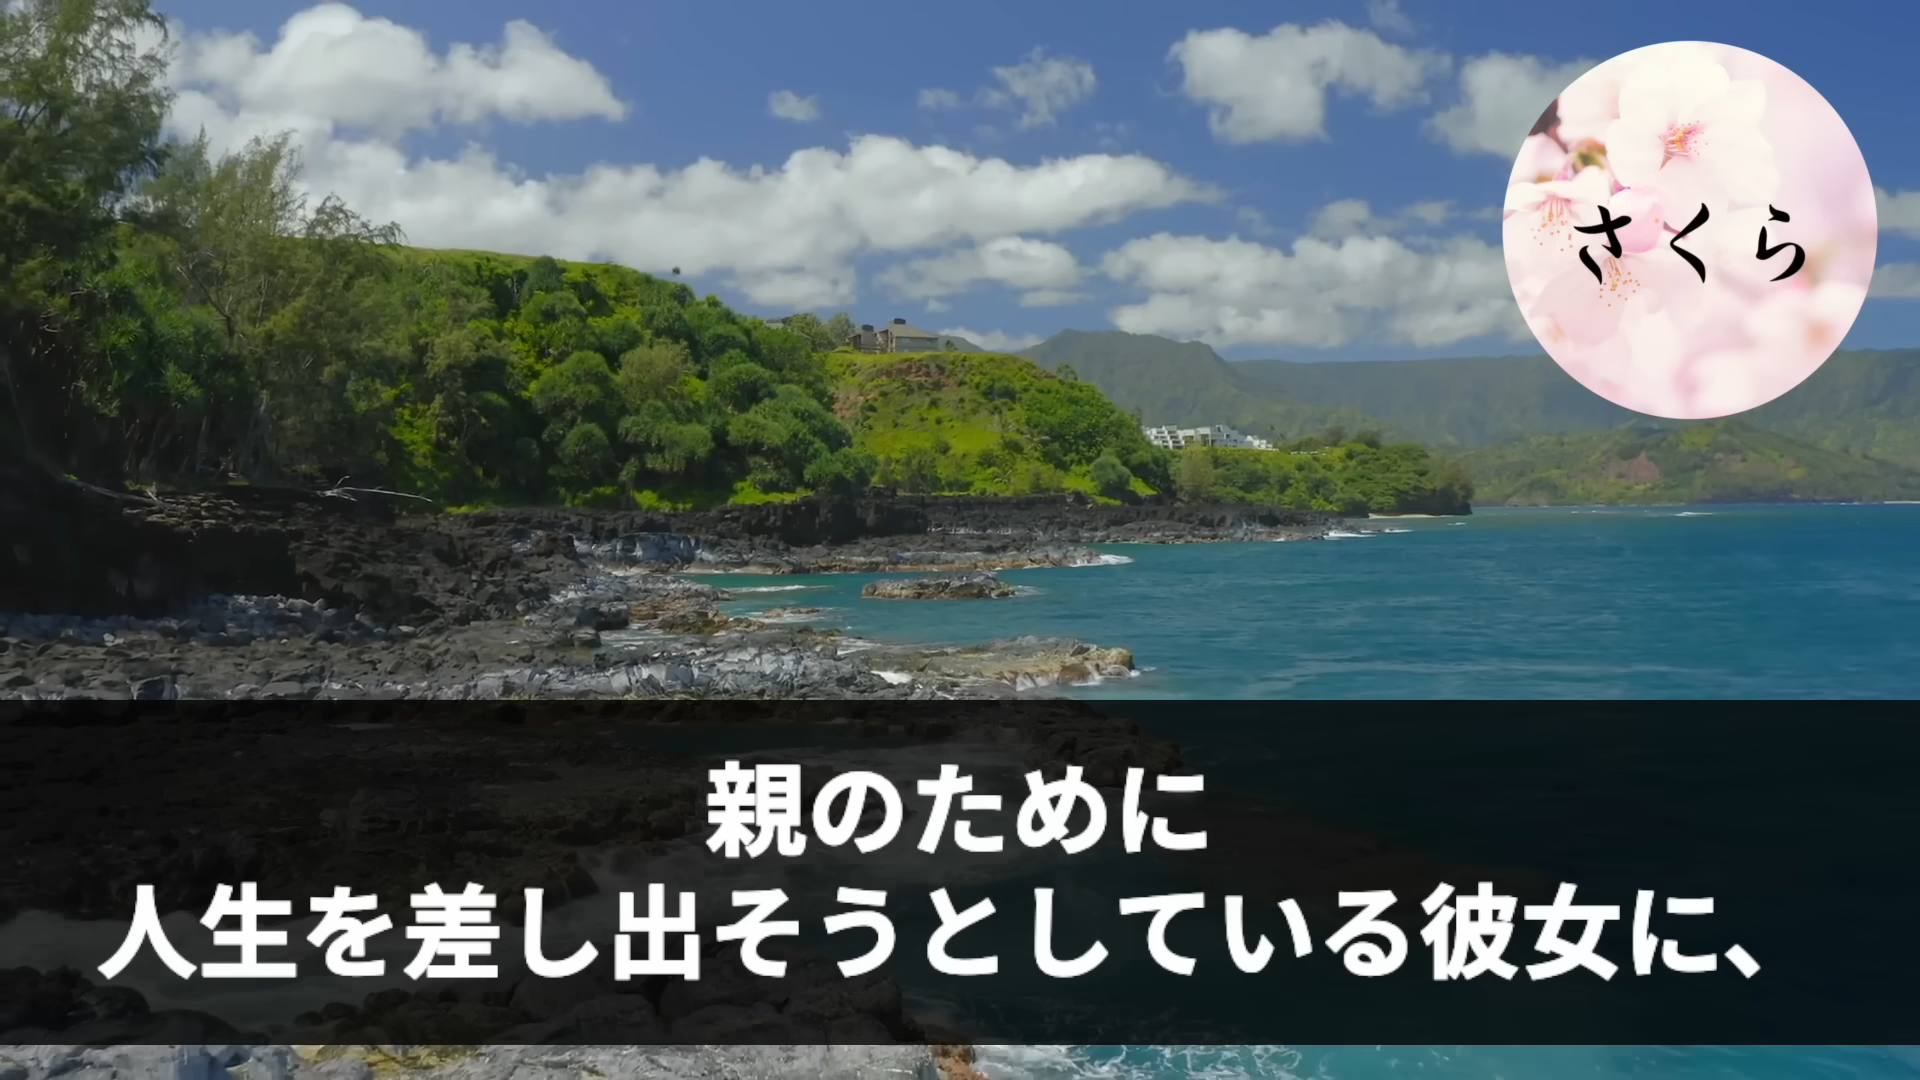 さくら
親のために
人生を差し出そうとしている彼女に、